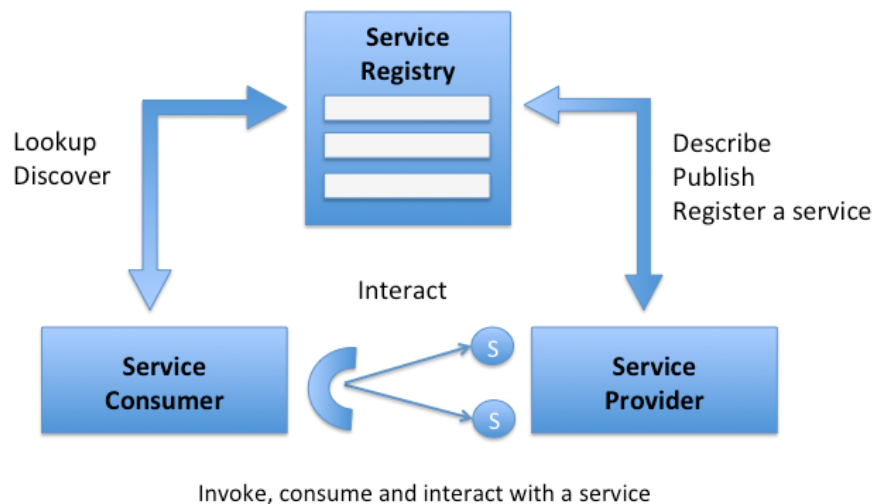 Service
Registry
Lookup
Discover
Describe
Publish
Register a service
Interact
Service
Consumer
S
S
Service
Provider
Invoke, consume and interact with a service